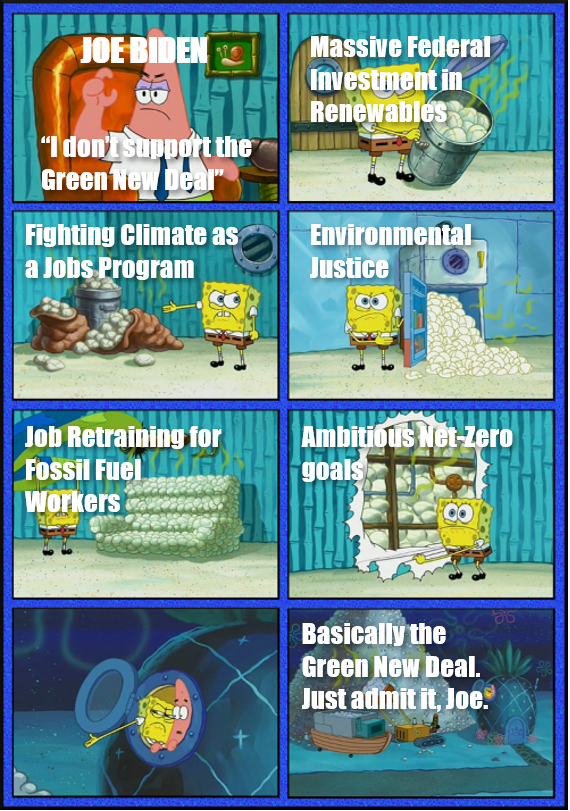 JOE BIDEN
“I don’t support the
Green New Deal”
Massive Federal
Investment in
Renewables
Fighting Climate as
a Jobs Program
Environmental
Justice
Job Retraining for
Fossil Fuel
Workers
Ambitious Net-Zero
goals
Basically the
Green New Deal.
Just admit it, Joe.